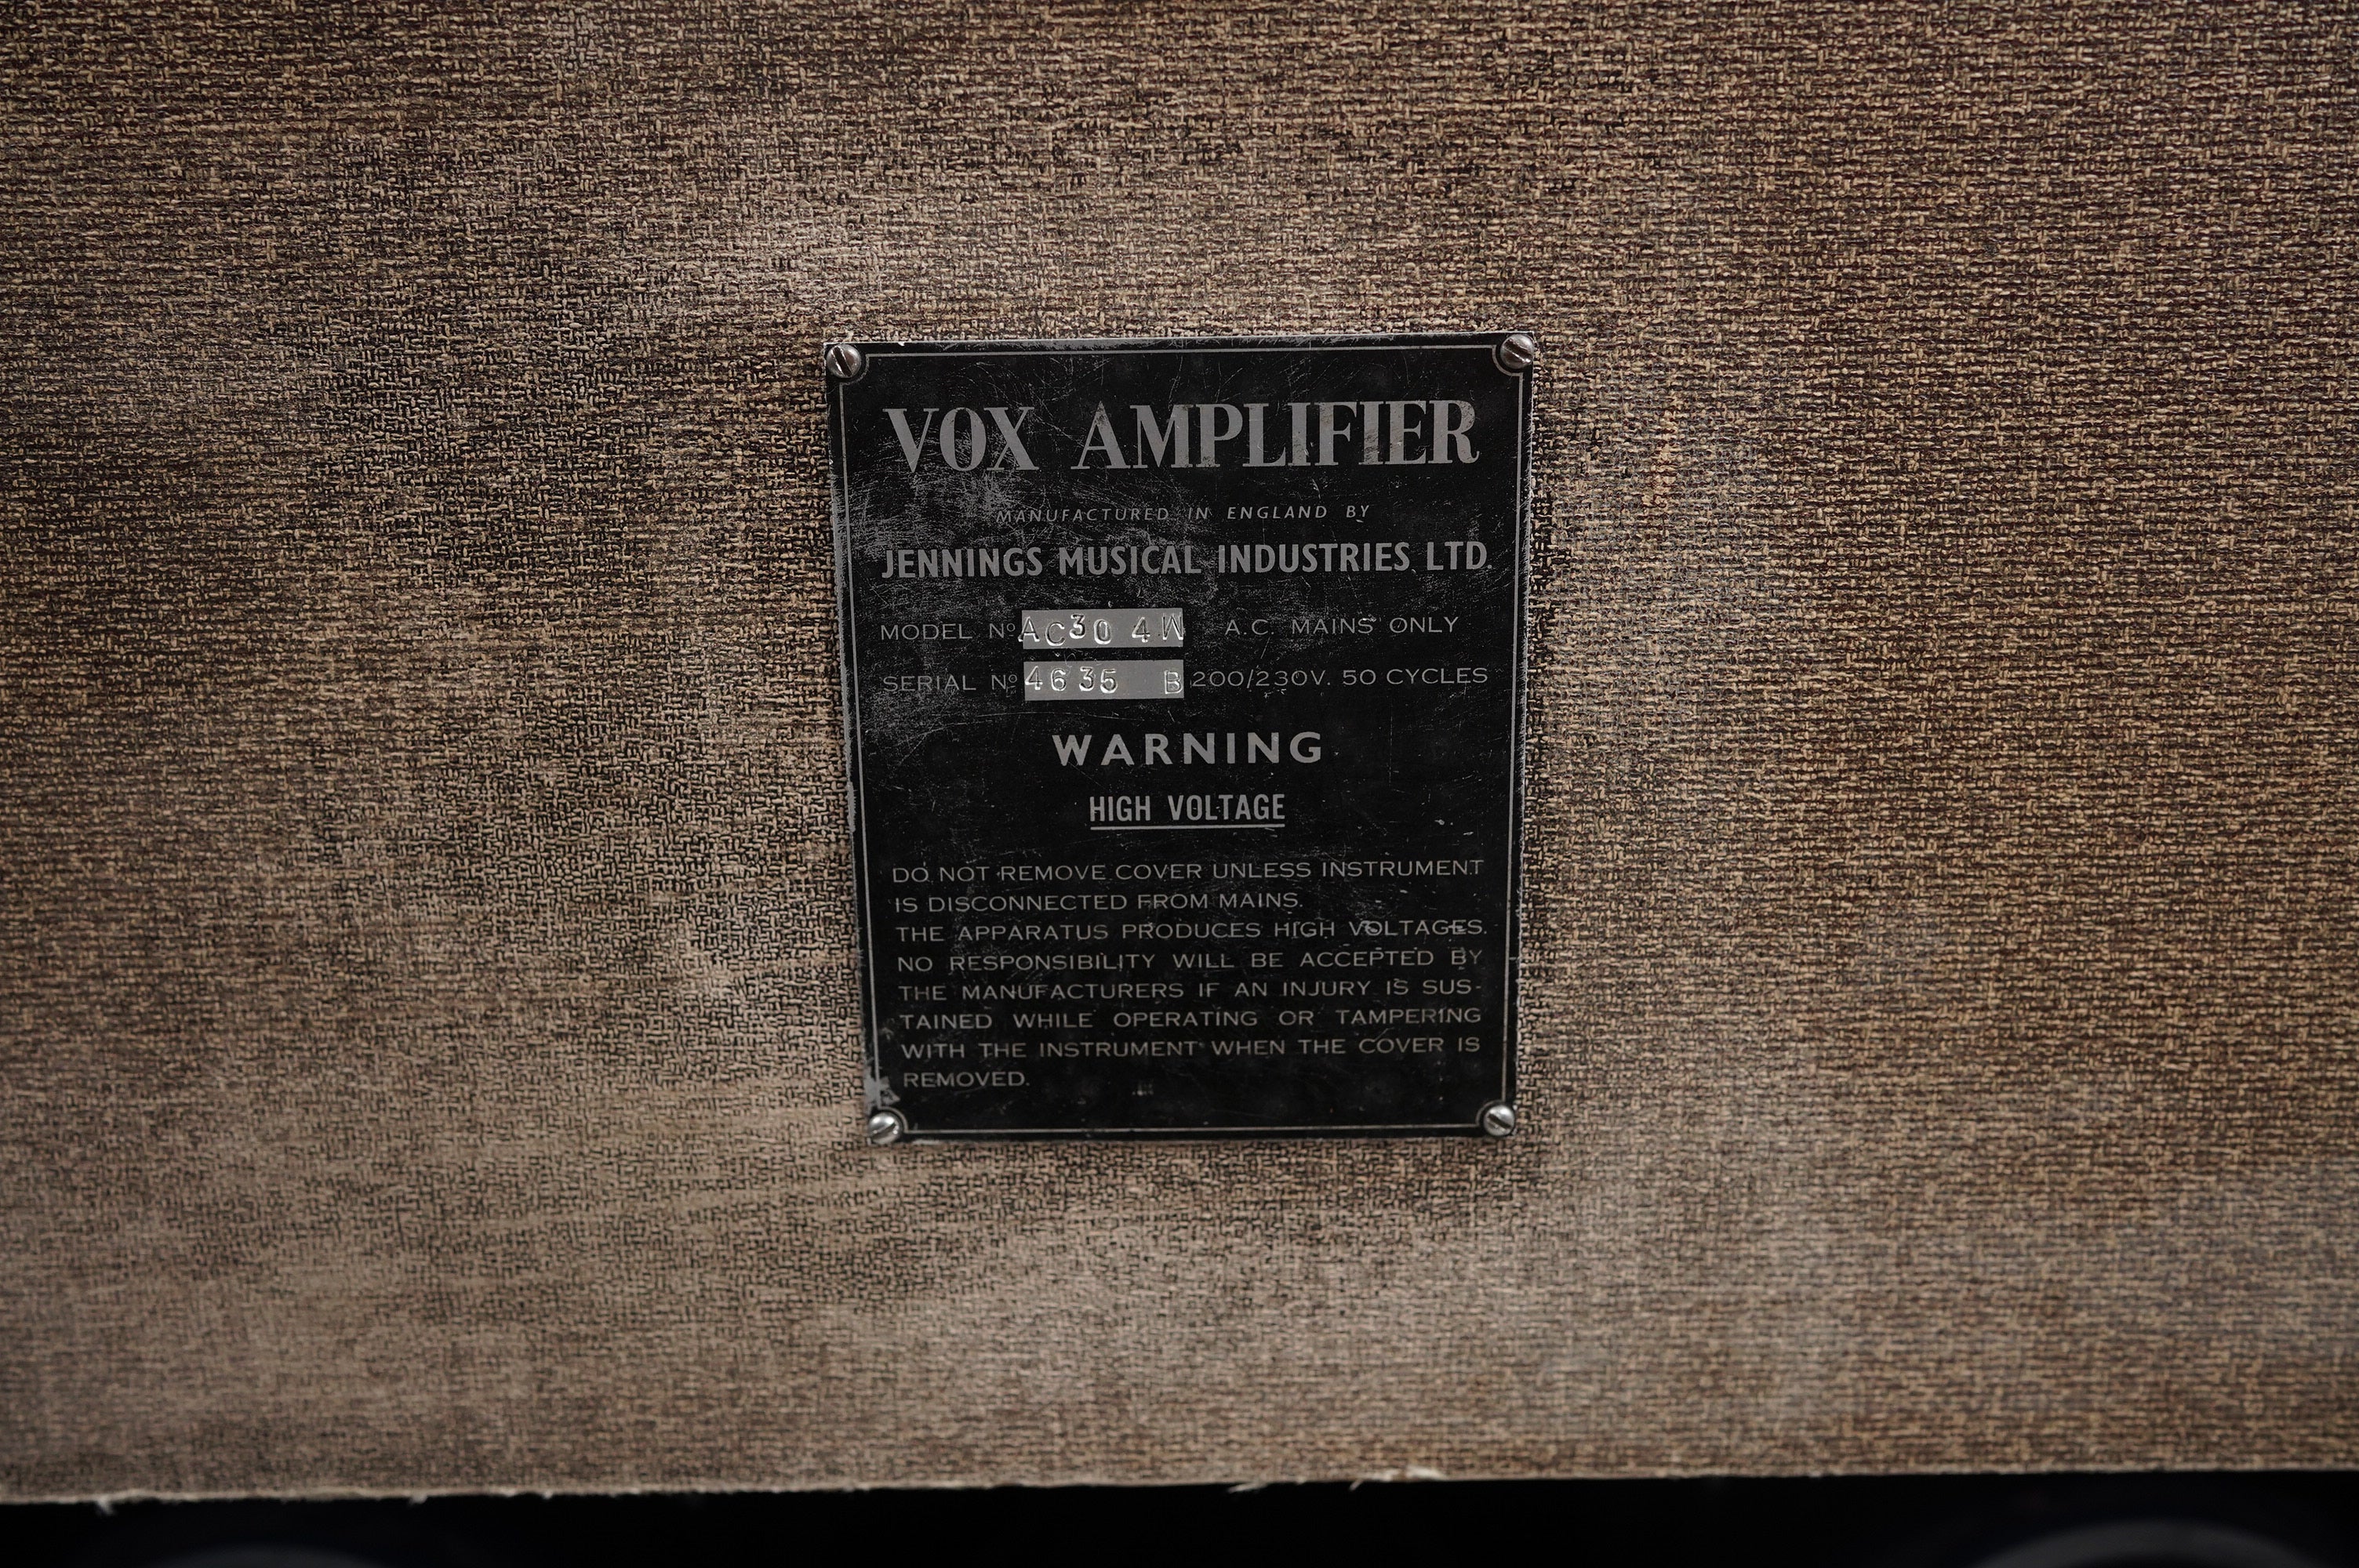 VOX AMPLIFIER
MANUFACTURED IN ENGLAND BY
JENNINGS MUSICAL INDUSTRIES LTD.
MODEL Nº AC30 4W A.C. MAINS ONLY
SERIAL Nº 4635 B 200/230V. 50 CYCLES
WARNING
HIGH VOLTAGE
DO NOT REMOVE COVER UNLESS INSTRUMENT
IS DISCONNECTED FROM MAINS.
THE APPARATUS PRODUCES HIGH VOLTAGES.
NO RESPONSIBILITY WILL BE ACCEPTED BY
THE MANUFACTURERS IF AN INJURY IS SUS-
TAINED WHILE OPERATING OR TAMPERING
WITH THE INSTRUMENT WHEN THE COVER IS
REMOVED.